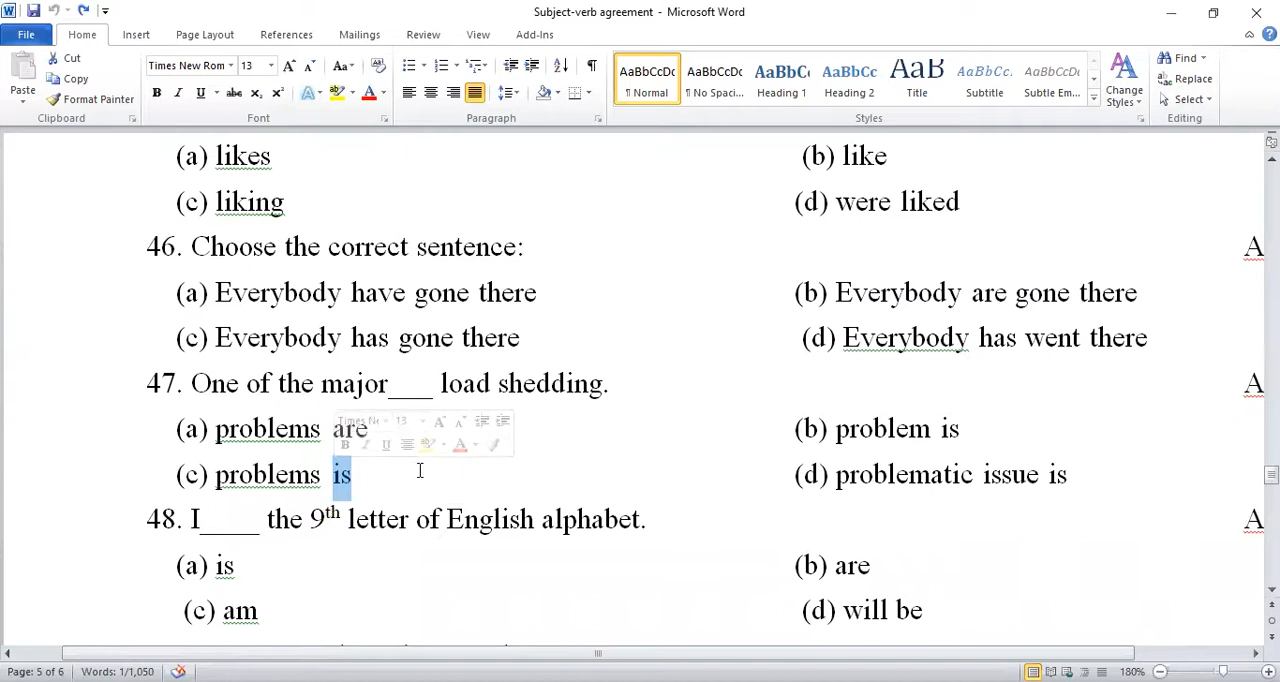 Subject-verb agreement - Microsoft Word
File Home Insert Page Layout References Mailings Review View Add-Ins
Paste Cut Copy Format Painter
Times New Rom 13
AaBbCcDc AaBbCcDc AaBbC AaBbCc AaB AaBbCc. AaBbCcDc
¶ Normal ¶ No Spaci... Heading 1 Heading 2 Title Subtitle Subtle Em...
Change Styles
Find Replace Select
Clipboard Font Paragraph Styles Editing
(a) likes (b) like
(c) liking (d) were liked
46. Choose the correct sentence: A
(a) Everybody have gone there (b) Everybody are gone there
(c) Everybody has gone there (d) Everybody has went there
47. One of the major___ load shedding. A
(a) problems are (b) problem is
(c) problems is (d) problematic issue is
48. I____ the 9th letter of English alphabet. A
(a) is (b) are
(c) am (d) will be
Page: 5 of 6 Words: 1/1,050 180%